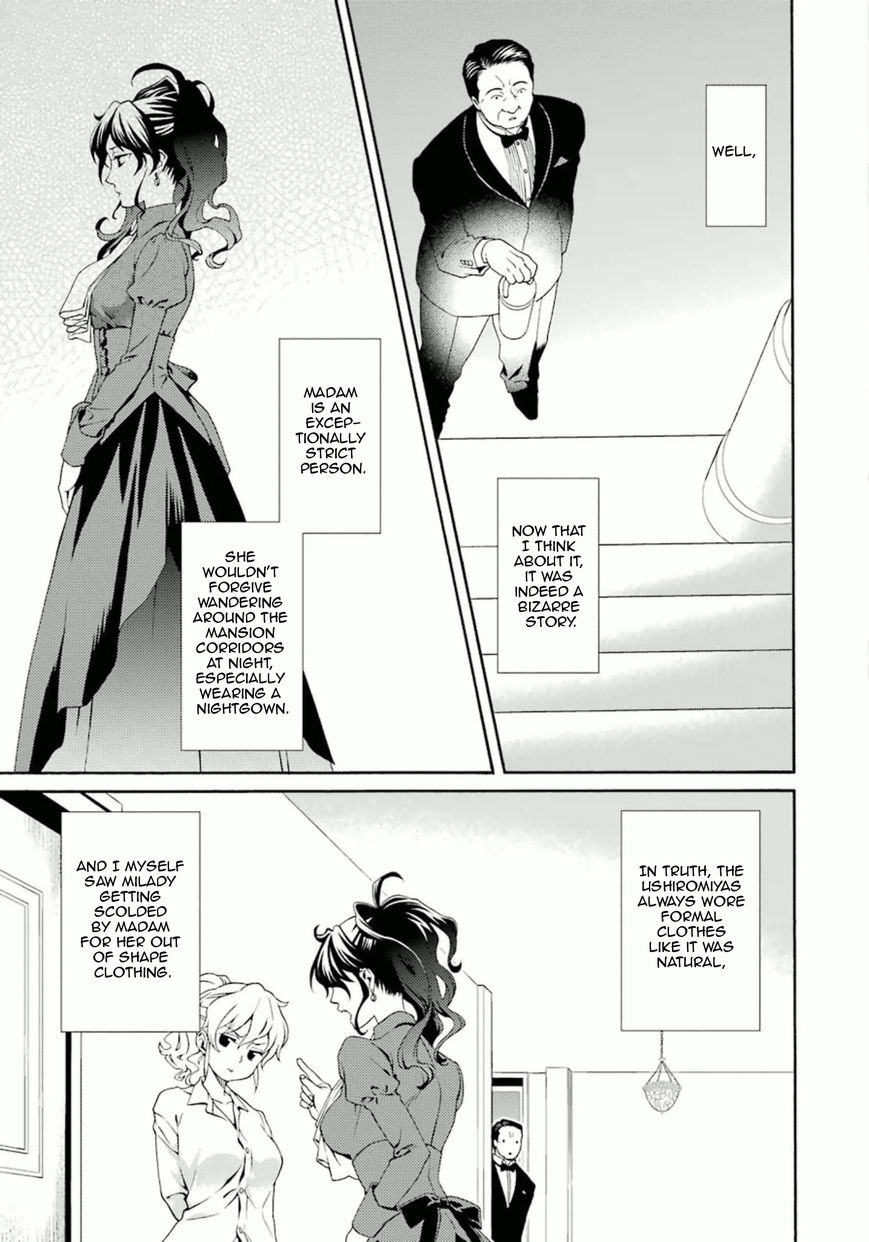 WELL,
NOW THAT
I THINK
ABOUT IT,
IT WAS
INDEED A
BIZARRE
STORY.
MADAM
IS AN
EXCEP-
TIONALLY
STRICT
PERSON.
SHE
WOULDN'T
FORGIVE
WANDERING
AROUND THE
MANSION
CORRIDORS
AT NIGHT,
ESPECIALLY
WEARING A
NIGHTGOWN.
IN TRUTH, THE
USHIROMIYAS
ALWAYS WORE
FORMAL
CLOTHES
LIKE IT WAS
NATURAL,
AND I MYSELF
SAW MILADY
GETTING
SCOLDED
BY MADAM
FOR HER OUT
OF SHAPE
CLOTHING.